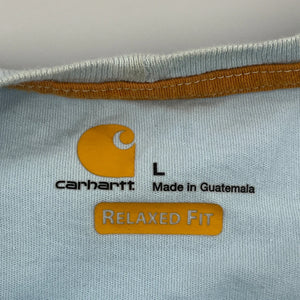 L
carhartt
Made in Guatemala
RELAXED FIT